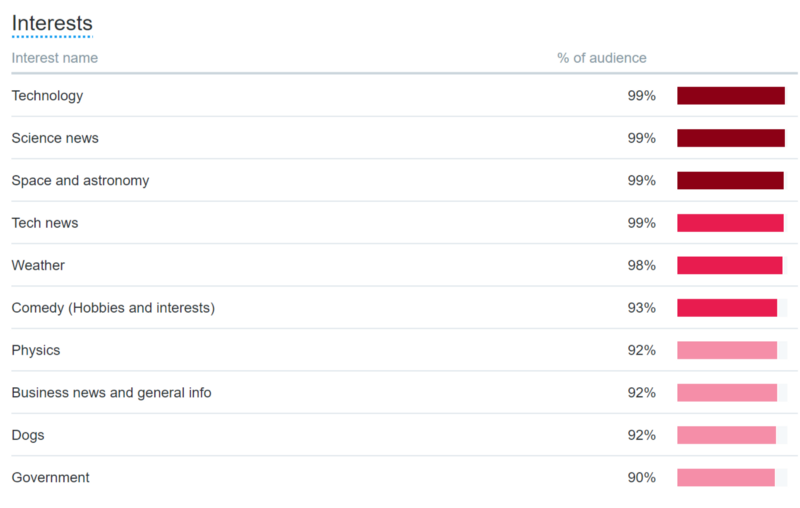 Interests
Interest name % of audience
Technology 99%
Science news 99%
Space and astronomy 99%
Tech news 99%
Weather 98%
Comedy (Hobbies and interests) 93%
Physics 92%
Business news and general info 92%
Dogs 92%
Government 90%